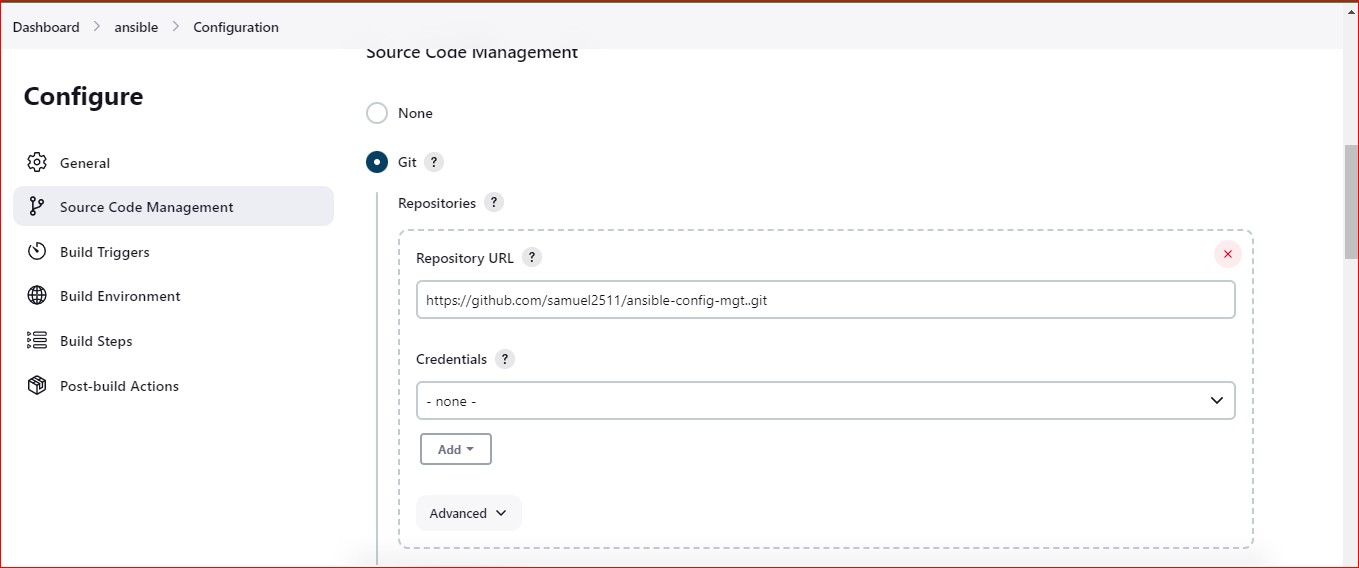 Dashboard > ansible > Configuration
Source Code Management
Configure
General
Source Code Management
Build Triggers
Build Environment
Build Steps
Post-build Actions
None
Git ?
Repositories ?
Repository URL ?
https://github.com/samuel2511/ansible-config-mgt..git
Credentials ?
- none -
Add
Advanced